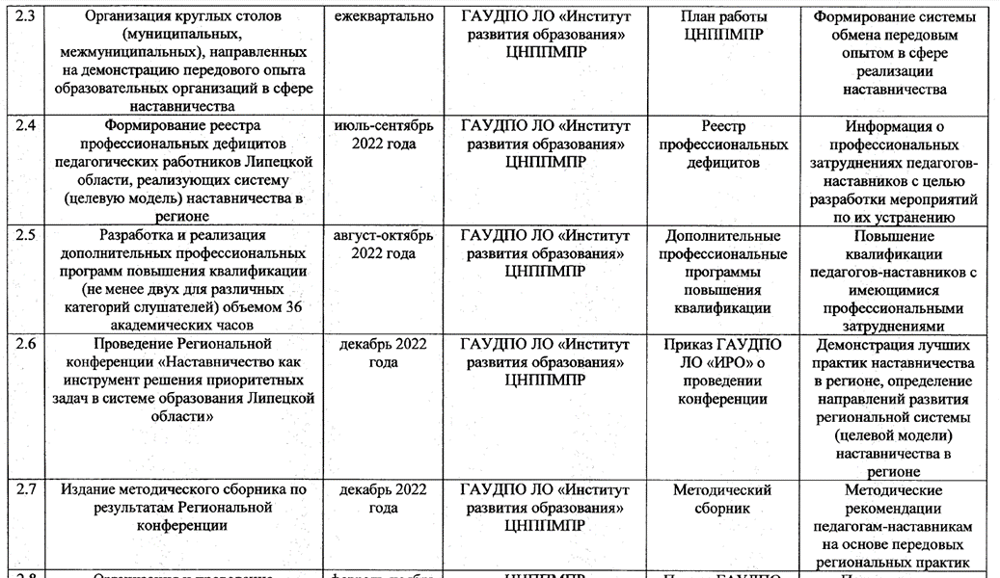 2.3
Организация круглых столов
(муниципальных,
межмуниципальных), направленных
на демонстрацию передового опыта
образовательных организаций в сфере
наставничества
ежеквартально
ГАУДПО ЛО «Институт
развития образования»
ЦНППМПР
План работы
ЦНППМПР
Формирование системы
обмена передовым
опытом в сфере
реализации
наставничества
2.4
Формирование реестра
профессиональных дефицитов
педагогических работников Липецкой
области, реализующих систему
(целевую модель) наставничества в
регионе
июль-сентябрь
2022 года
ГАУДПО ЛО «Институт
развития образования»
ЦНППМПР
Реестр
профессиональных
дефицитов
Информация о
профессиональных
затруднениях педагогов-
наставников с целью
разработки мероприятий
по их устранению
2.5
Разработка и реализация
дополнительных профессиональных
программ повышения квалификации
(не менее двух для различных
категорий слушателей) объемом 36
академических часов
август-октябрь
2022 года
ГАУДПО ЛО «Институт
развития образования»
ЦНППМПР
Дополнительные
профессиональные
программы
повышения
квалификации
Повышение
квалификации
педагогов-наставников с
имеющимися
профессиональными
затруднениями
2.6
Проведение Региональной
конференции «Наставничество как
инструмент решения приоритетных
задач в системе образования Липецкой
области»
декабрь 2022
года
ГАУДПО ЛО «Институт
развития образования»
ЦНППМПР
Приказ ГАУДПО
ЛО «ИРО» о
проведении
конференции
Демонстрация лучших
практик наставничества
в регионе, определение
направлений развития
региональной системы
(целевой модели)
наставничества в
регионе
2.7
Издание методического сборника по
результатам Региональной
конференции
декабрь 2022
года
ГАУДПО ЛО «Институт
развития образования»
ЦНППМПР
Методический
сборник
Методические
рекомендации
педагогам-наставникам
на основе передовых
региональных практик
2.8